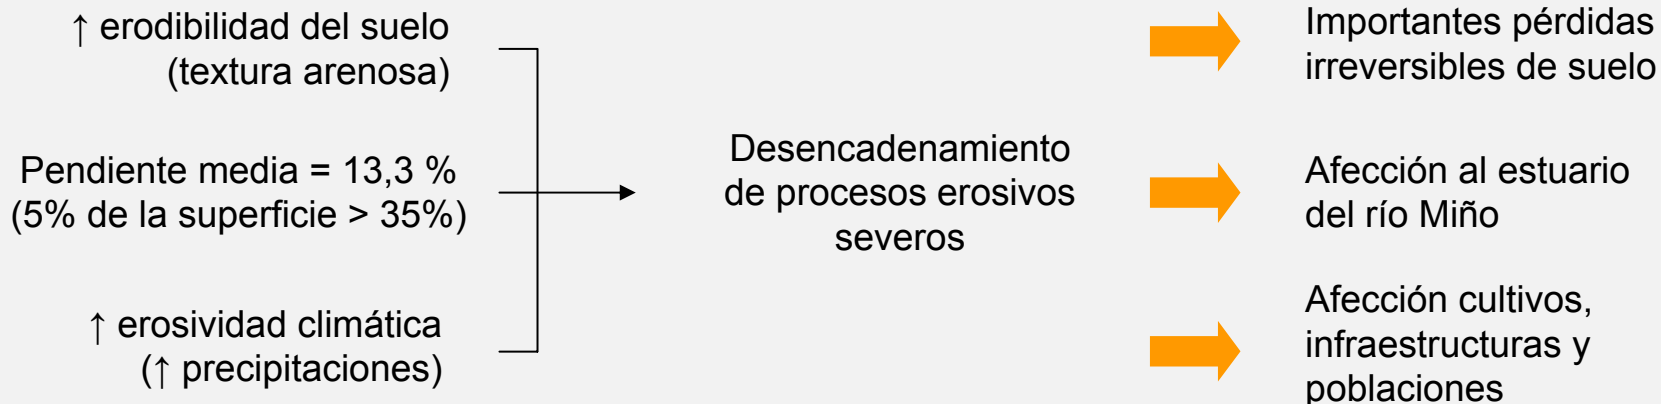 ↑ erodibilidad del suelo
(textura arenosa)
Pendiente media = 13,3 %
(5% de la superficie > 35%)
↑ erosividad climática
(↑ precipitaciones)
Desencadenamiento
de procesos erosivos
severos
Importantes pérdidas
irreversibles de suelo
Afección al estuario
del río Miño
Afección cultivos,
infraestructuras y
poblaciones